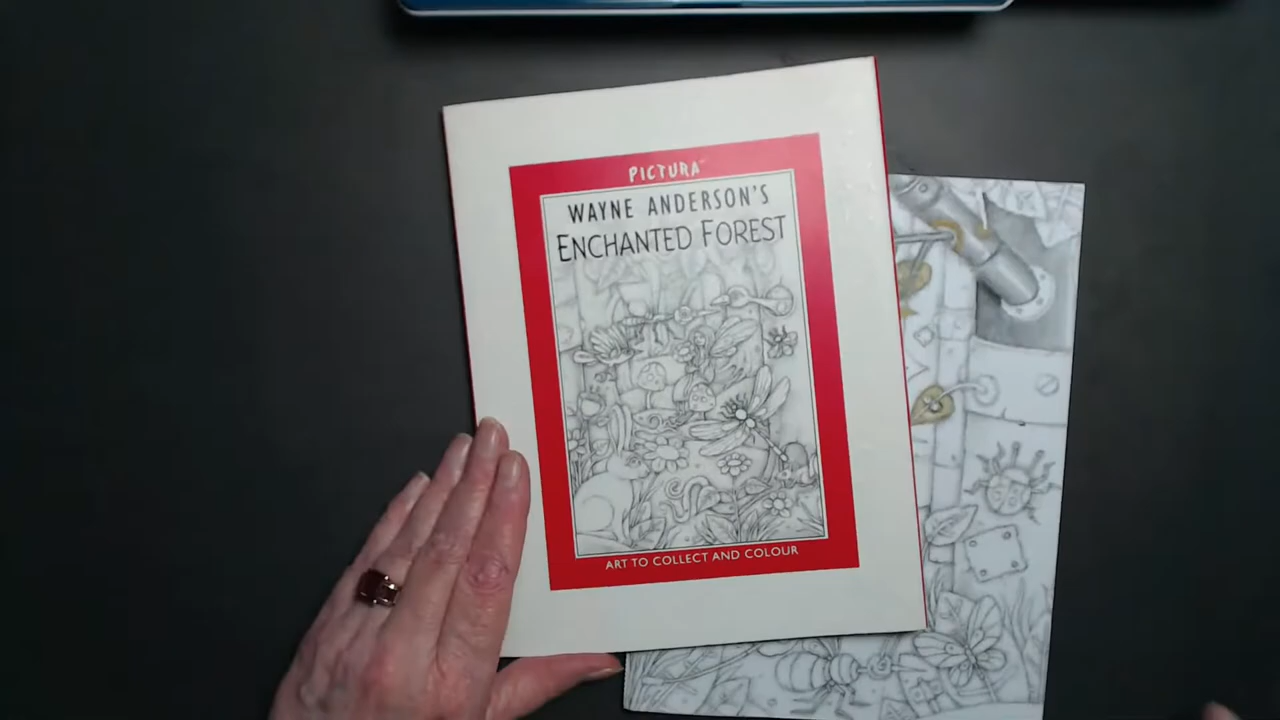 PICTURA™
WAYNE ANDERSON'S
ENCHANTED FOREST
ART TO COLLECT AND COLOUR